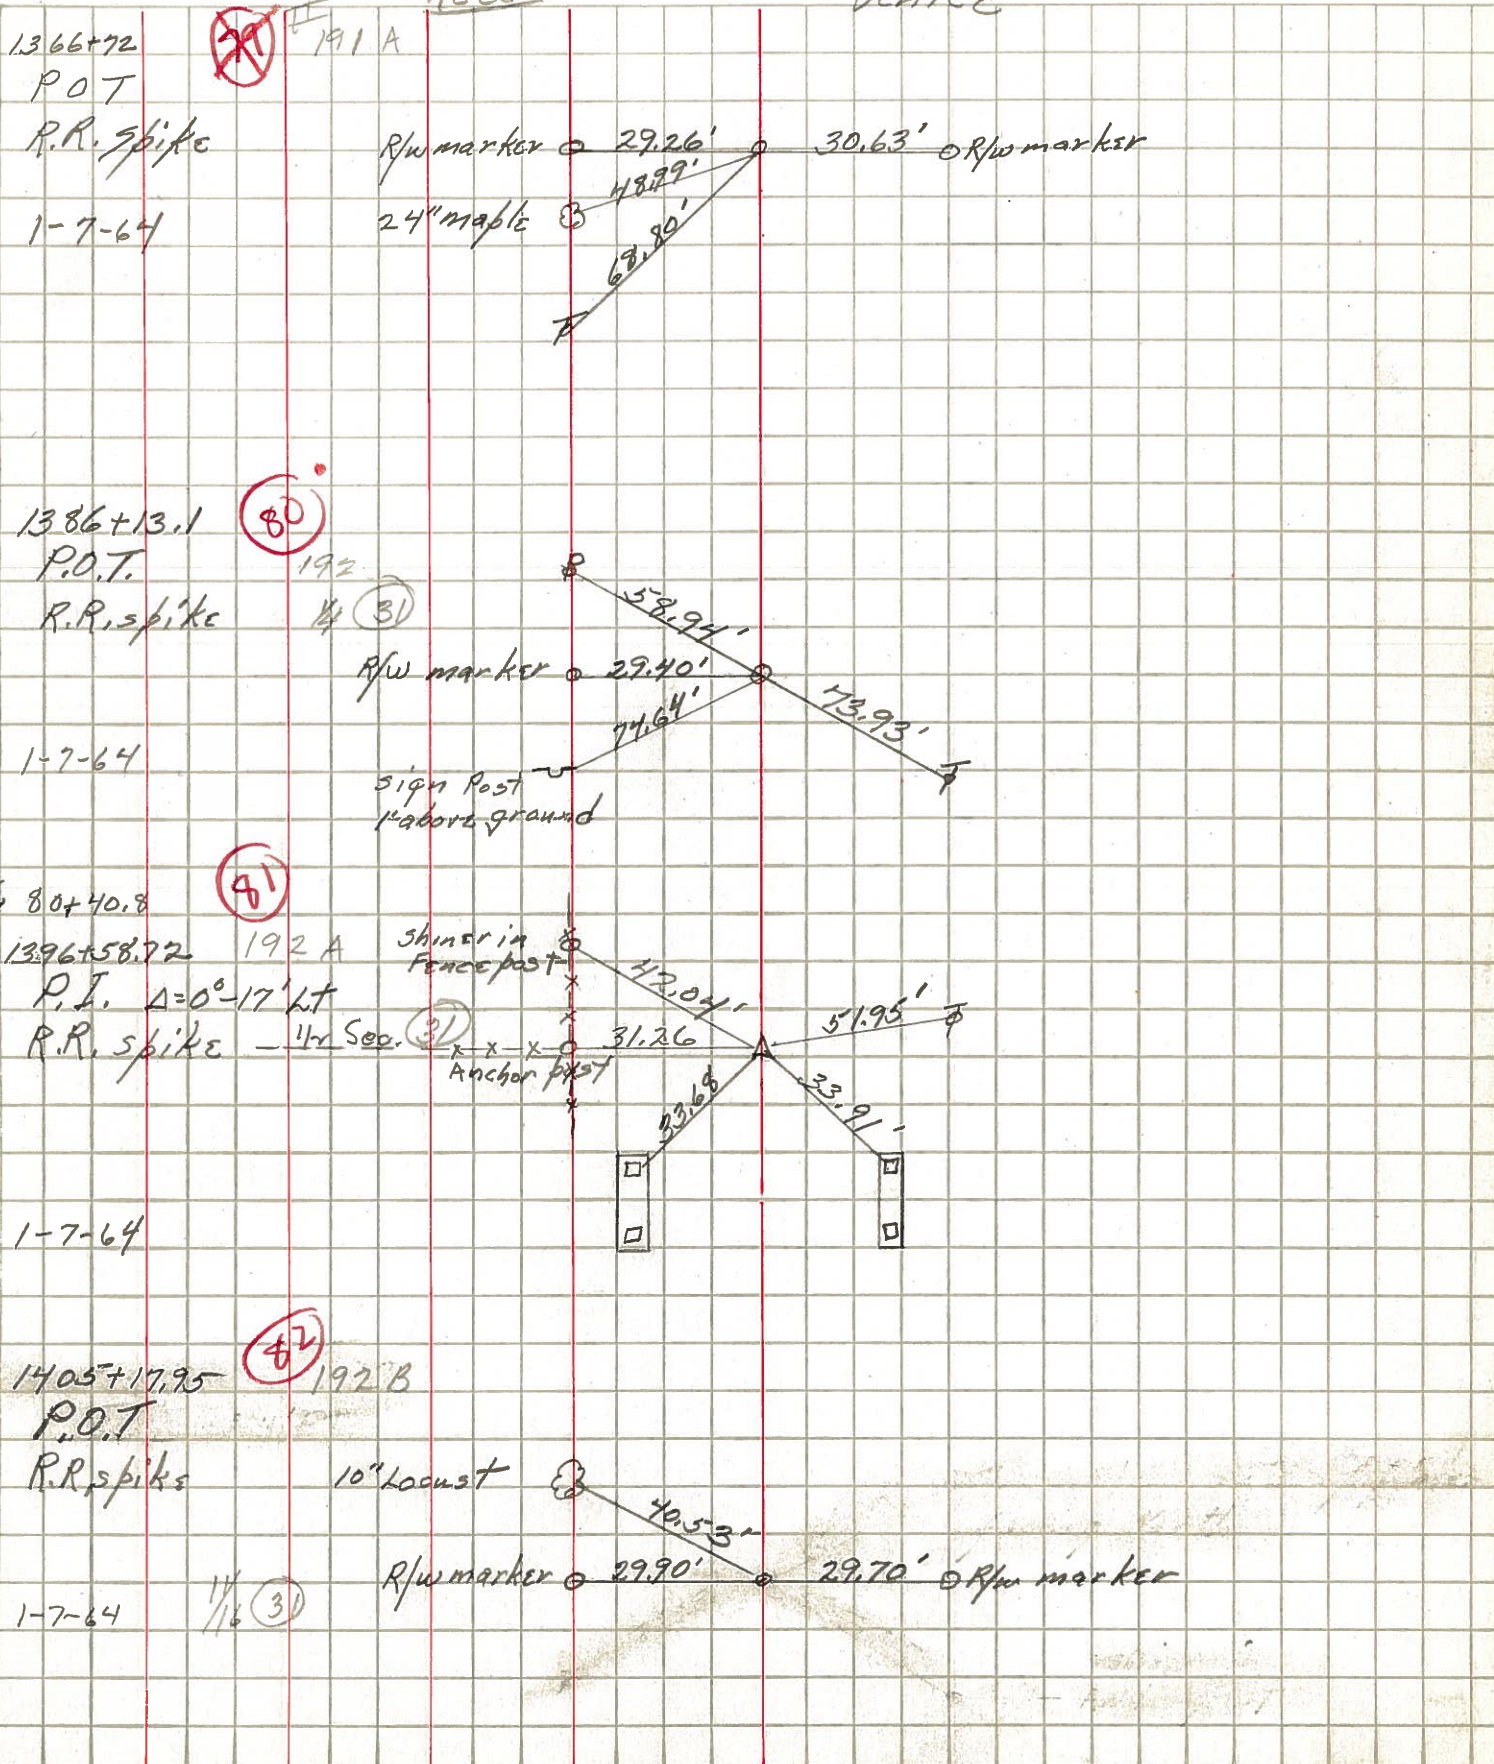 1366+72 79 191 A
POT
R.R. spike
R/w marker 29.26' 30.63' R/w marker
48.99'
1-7-64 24" maple
68.80'
1386+13.1 80
P.O.T. 192
R.R. spike 1/4 31
58.94'
R/w marker 29.40'
74.64' 73.93'
1-7-64 sign Post
1' above ground
81
80+40.8
1396+58.72 192 A shiner in
Fence post
P.I. Δ=0°-17' Lt 42.04' 51.95'
R.R. spike 31 31.26
Anchor post
33.68 33.91'
1-7-64
82
1405+17.95 192 B
P.O.T
R.R. spike 10" Locust
40.53'
R/w marker 29.90' 29.70' R/w marker
1-7-64 1/16 31